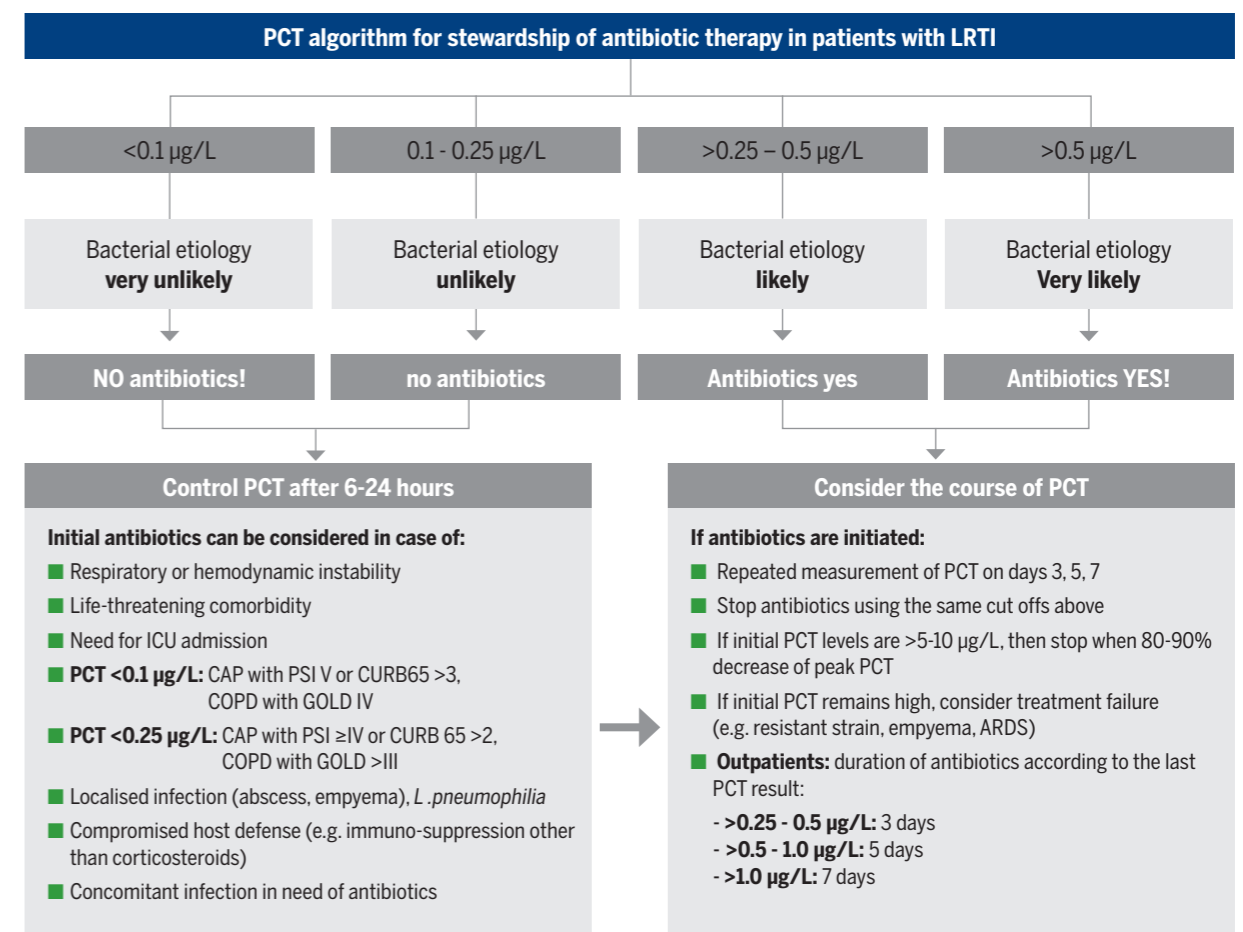 PCT algorithm for stewardship of antibiotic therapy in patients with LRTI
<0.1 µg/L
0.1 - 0.25 µg/L
>0.25 – 0.5 µg/L
>0.5 µg/L
Bacterial etiology
very unlikely
Bacterial etiology
unlikely
Bacterial etiology
likely
Bacterial etiology
Very likely
NO antibiotics!
no antibiotics
Antibiotics yes
Antibiotics YES!
Control PCT after 6-24 hours
Initial antibiotics can be considered in case of:
Respiratory or hemodynamic instability
Life-threatening comorbidity
Need for ICU admission
PCT <0.1 µg/L: CAP with PSI V or CURB65 >3,
COPD with GOLD IV
PCT <0.25 µg/L: CAP with PSI ≥IV or CURB 65 >2,
COPD with GOLD >III
Localised infection (abscess, empyema), L .pneumophilia
Compromised host defense (e.g. immuno-suppression other
than corticosteroids)
Concomitant infection in need of antibiotics
Consider the course of PCT
If antibiotics are initiated:
Repeated measurement of PCT on days 3, 5, 7
Stop antibiotics using the same cut offs above
If initial PCT levels are >5-10 µg/L, then stop when 80-90%
decrease of peak PCT
If initial PCT remains high, consider treatment failure
(e.g. resistant strain, empyema, ARDS)
Outpatients: duration of antibiotics according to the last
PCT result:
- >0.25 - 0.5 µg/L: 3 days
- >0.5 - 1.0 µg/L: 5 days
- >1.0 µg/L: 7 days